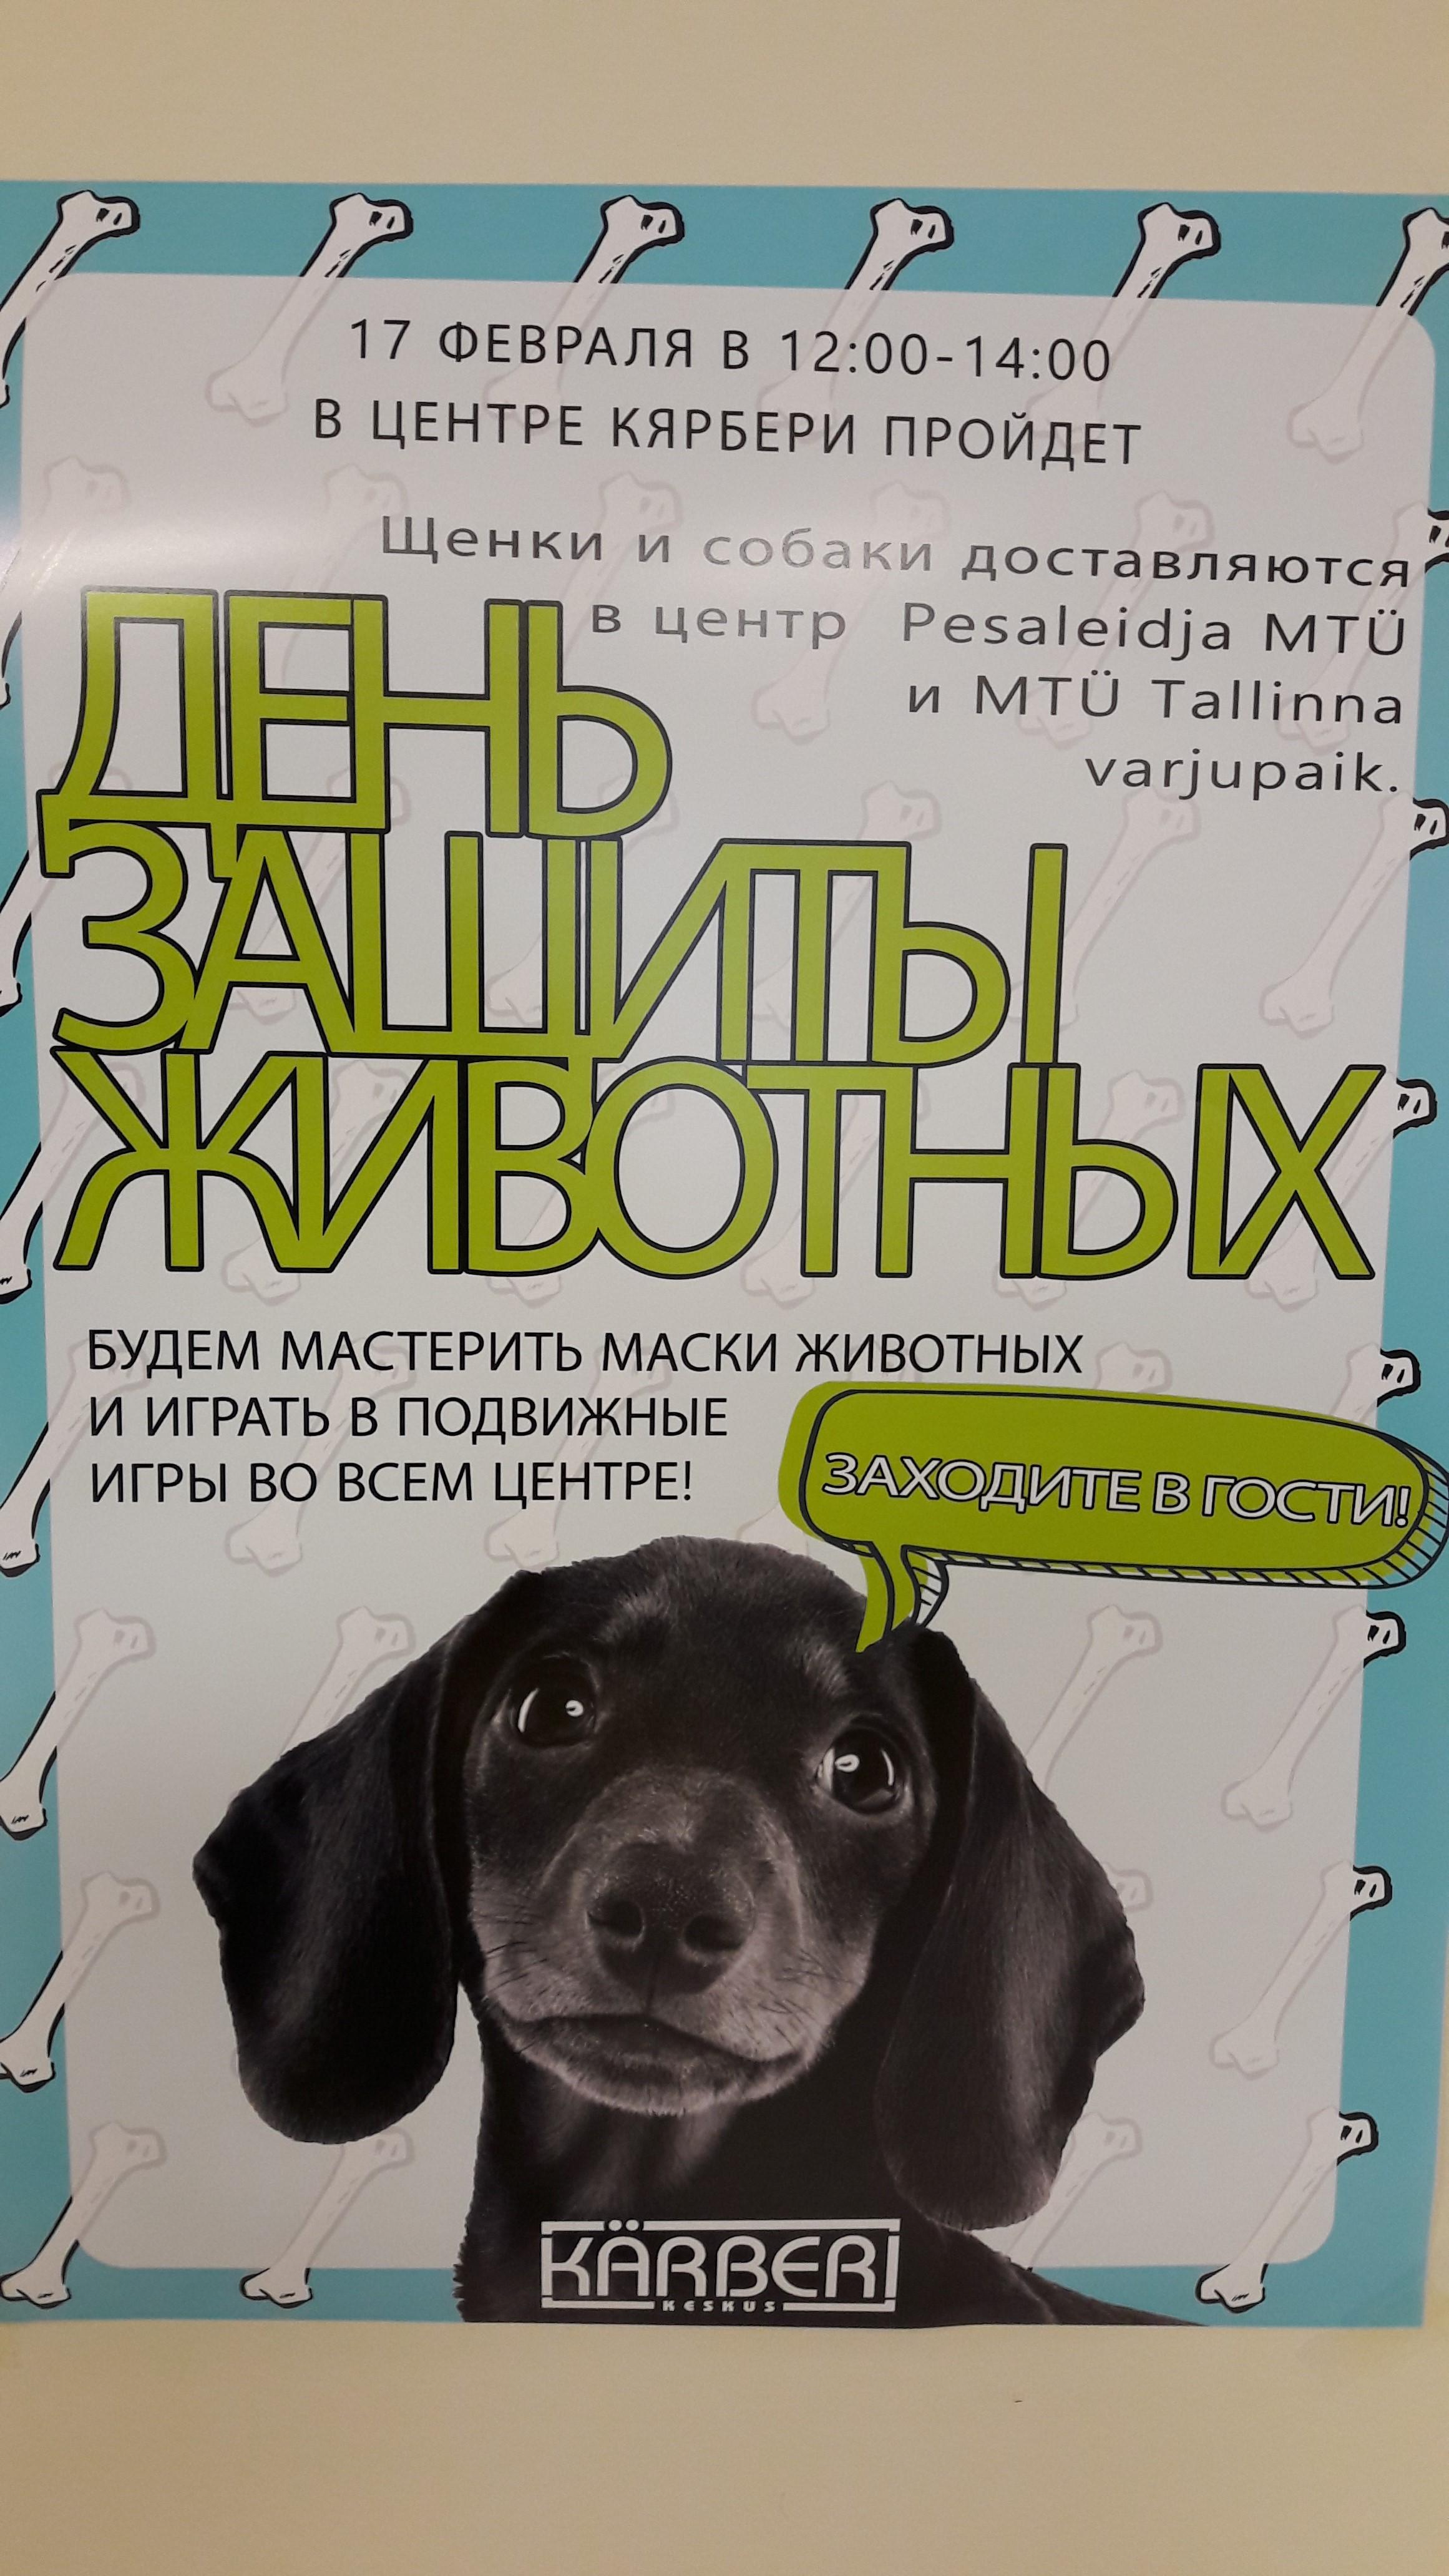 17 ФЕВРАЛЯ В 12:00-14:00
В ЦЕНТРЕ КЯРБЕРИ ПРОЙДЕТ
Щенки и собаки доставляются
в центр Pesaleidja MTÜ
и MTÜ Tallinna
varjupaik.
ДЕНЬ
ЗАЩИТЫ
ЖИВОТНЫХ
БУДЕМ МАСТЕРИТЬ МАСКИ ЖИВОТНЫХ
И ИГРАТЬ В ПОДВИЖНЫЕ
ИГРЫ ВО ВСЕМ ЦЕНТРЕ!
ЗАХОДИТЕ В ГОСТИ!
KÄRBERI
KESKUS